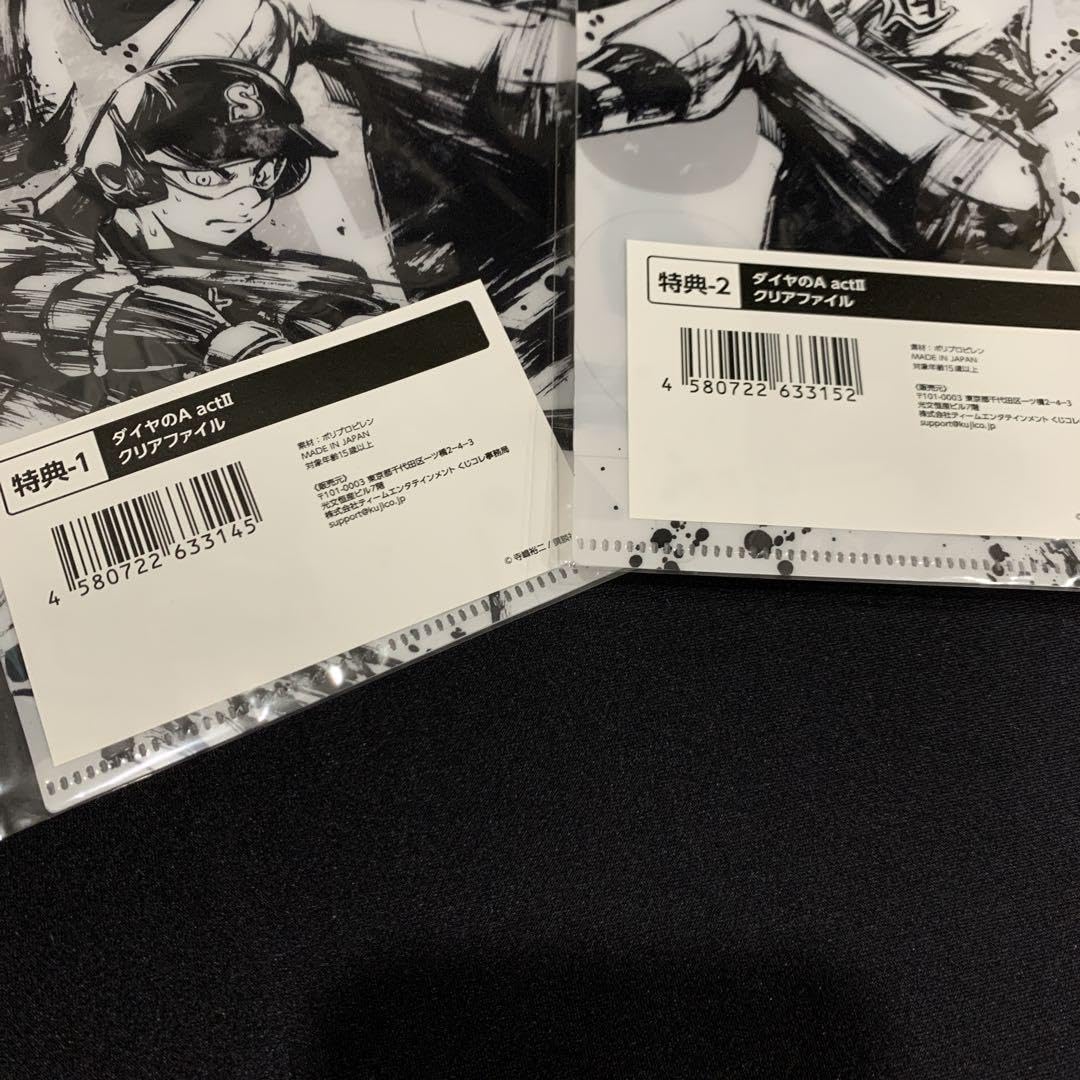 S
特典-1
ダイヤのA actⅡ
クリアファイル
4 580722 633145
素材：ポリプロピレン
MADE IN JAPAN
対象年齢15歳以上
《販売元》
〒101-0003 東京都千代田区一ツ橋2-4-3
光文恒産ビル7階
株式会社ティームエンタテインメント くじコレ事務局
support@kujico.jp
© 寺嶋裕二 /
特典-2
ダイヤのA actⅡ
クリアファイル
4 580722 633152
素材：ポリプロピレン
MADE IN JAPAN
対象年齢15歳以上
《販売元》
〒101-0003 東京都千代田区一ツ橋2-4-3
光文恒産ビル7階
株式会社ティームエンタテインメント くじコレ
support@kujico.jp
©